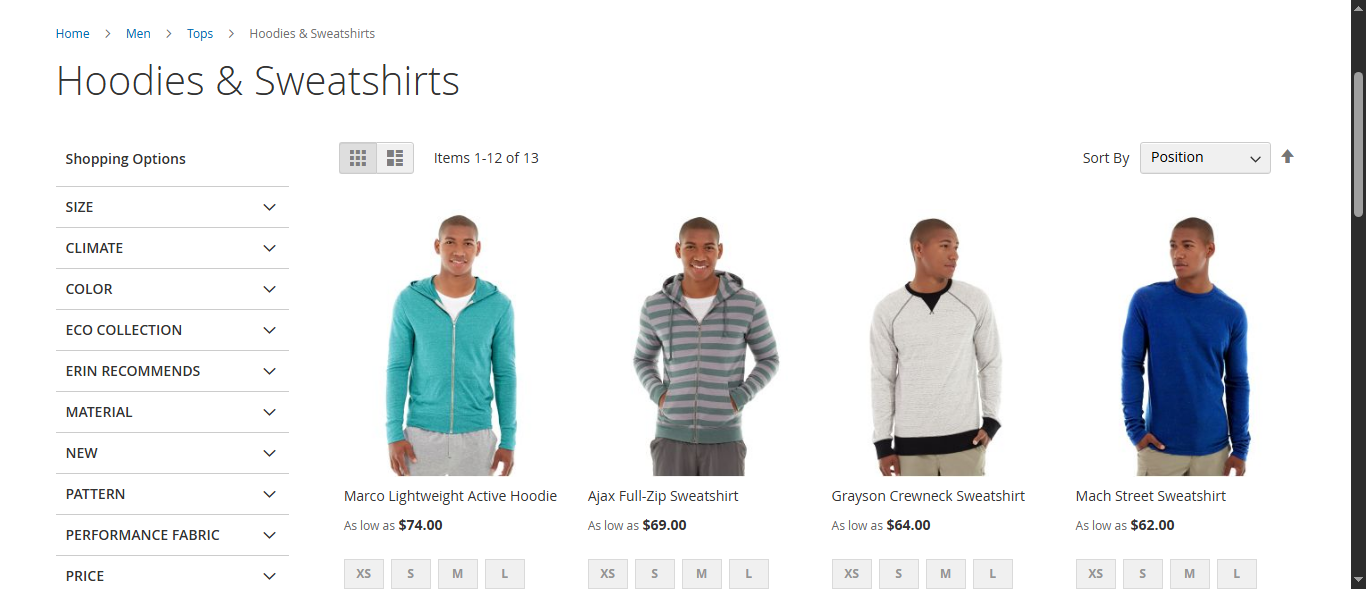 Home > Men > Tops > Hoodies & Sweatshirts
Hoodies & Sweatshirts
Shopping Options
Items 1-12 of 13
Sort By Position
SIZE
CLIMATE
COLOR
ECO COLLECTION
ERIN RECOMMENDS
MATERIAL
NEW
PATTERN
PERFORMANCE FABRIC
PRICE
Marco Lightweight Active Hoodie
As low as $74.00
XS S M L
Ajax Full-Zip Sweatshirt
As low as $69.00
XS S M L
Grayson Crewneck Sweatshirt
As low as $64.00
XS S M L
Mach Street Sweatshirt
As low as $62.00
XS S M L